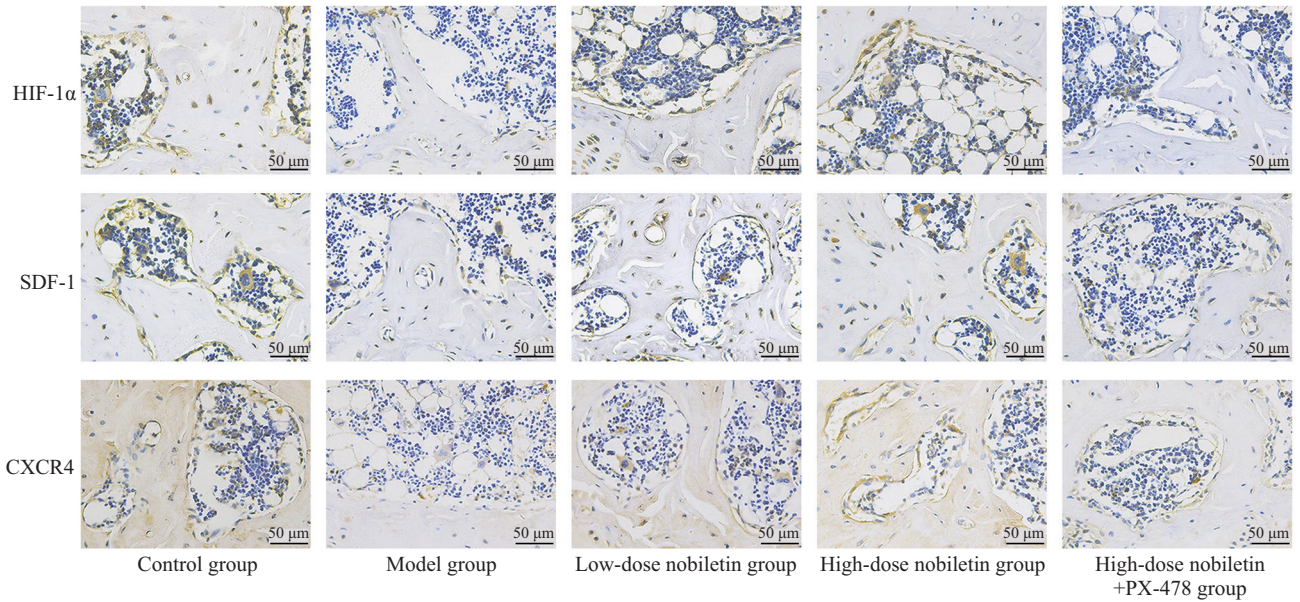 HIF-1α
50 μm
50 μm
50 μm
50 μm
50 μm
SDF-1
50 μm
50 μm
50 μm
50 μm
50 μm
CXCR4
50 μm
50 μm
50 μm
50 μm
50 μm
Control group
Model group
Low-dose nobiletin group
High-dose nobiletin group
High-dose nobiletin
+PX-478 group